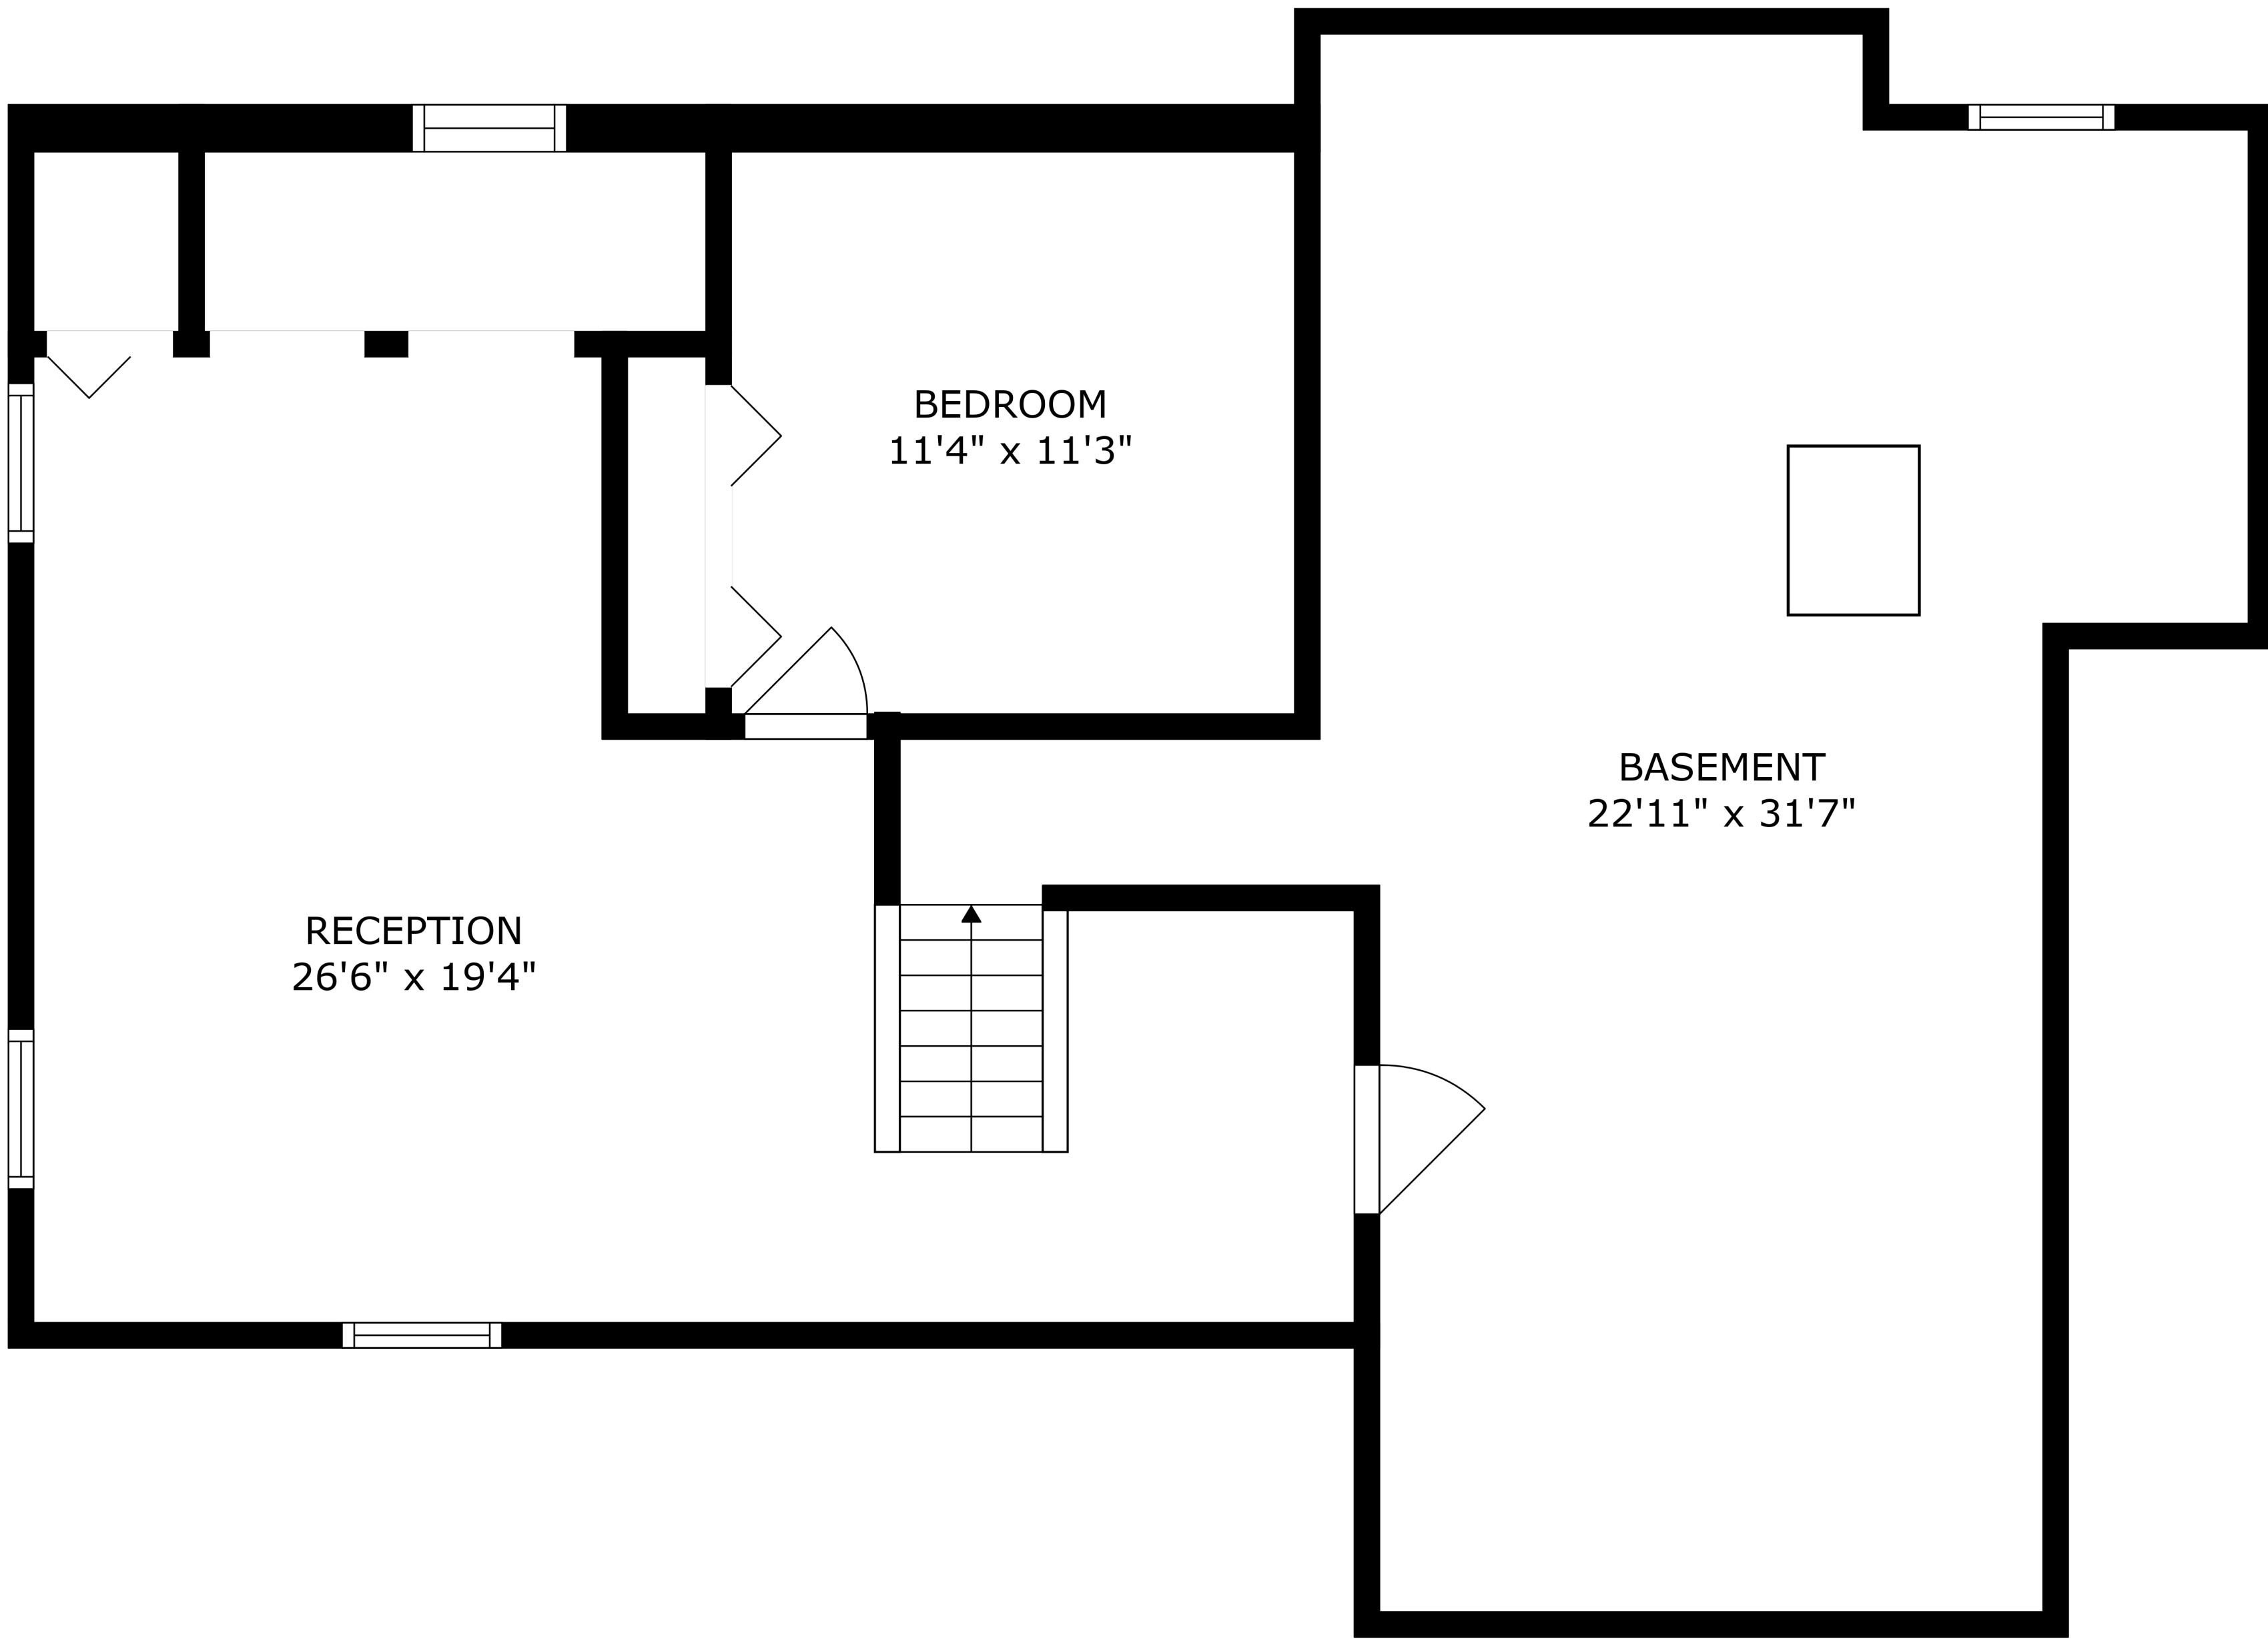 BEDROOM
11'4" x 11'3"
BASEMENT
22'11" x 31'7"
RECEPTION
26'6" x 19'4"